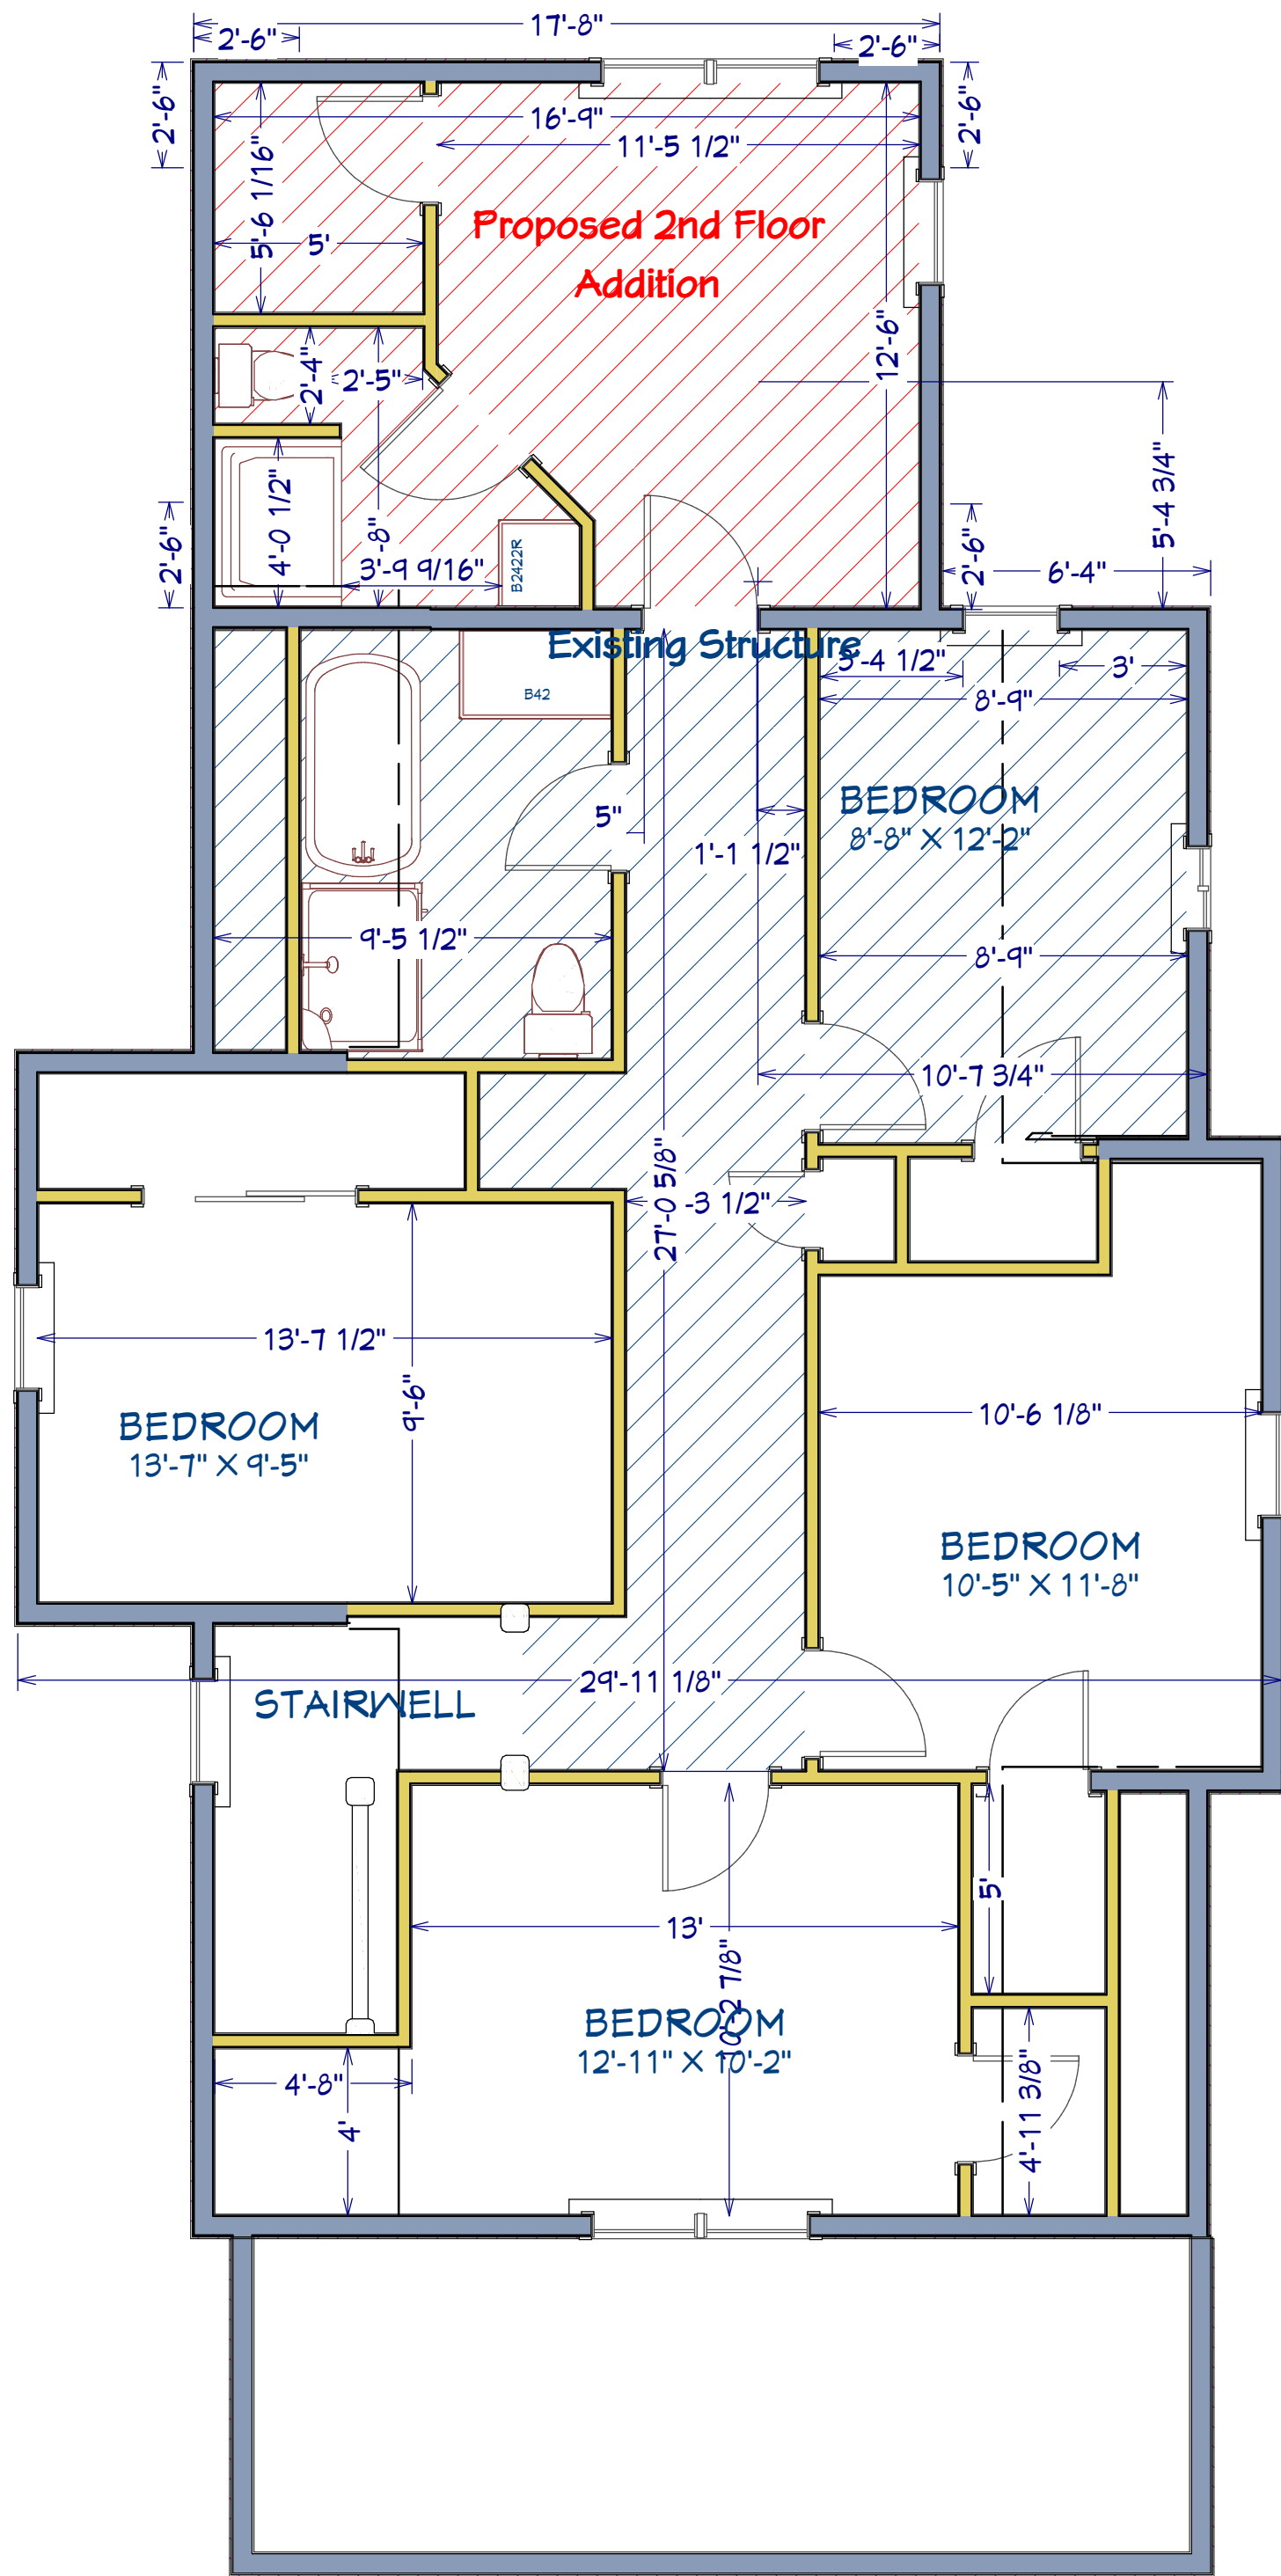 17'-8"
2'-6"
2'-6"
2'-6"
2'-6"
16'-9"
11'-5 1/2"
5'-6 1/16"
5'
Proposed 2nd Floor
Addition
12'-6"
2'-4"
2'-5"
5'-4 3/4"
4'-0 1/2"
-8"
2'-6"
3'-9 9/16"
B2422R
2'-6"
6'-4"
Existing Structure
-4 1/2"
3'
8'-9"
B42
BEDROOM
8'-8" X 12'-2"
5"
1'-1 1/2"
9'-5 1/2"
8'-9"
10'-7 3/4"
27'-0 5/8"
-3 1/2"
13'-7 1/2"
9'-6"
10'-6 1/8"
BEDROOM
13'-7" X 9'-5"
BEDROOM
10'-5" X 11'-8"
29'-11 1/8"
STAIRWELL
5'
13'
10'-2 7/8"
BEDROOM
12'-11" X 10'-2"
4'-8"
4'
4'-11 3/8"